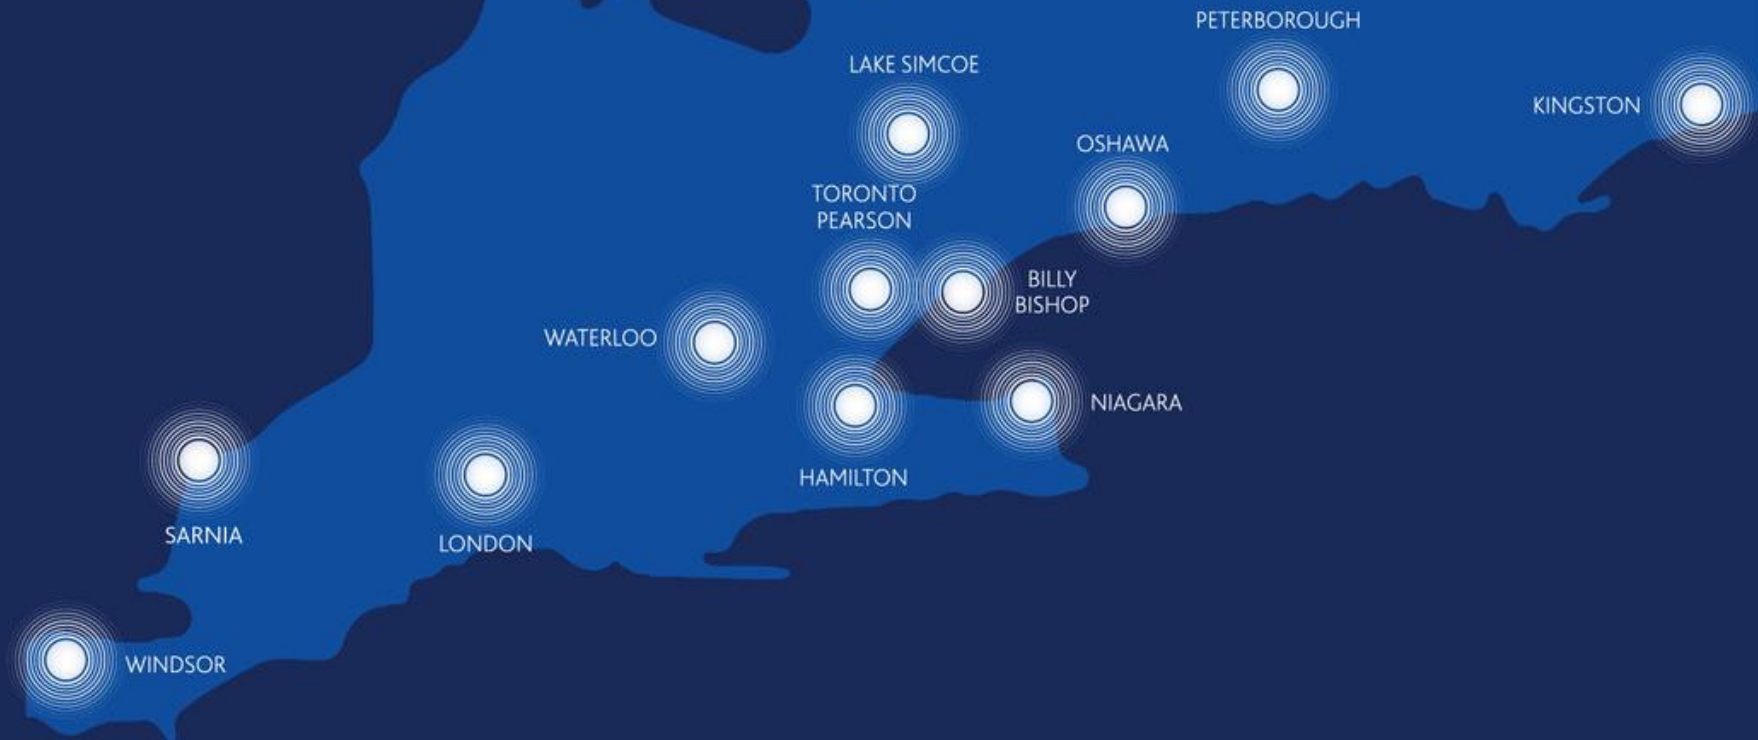 PETERBOROUGH
LAKE SIMCOE
KINGSTON
OSHAWA
TORONTO
PEARSON
BILLY
BISHOP
WATERLOO
NIAGARA
HAMILTON
SARNIA
LONDON
WINDSOR